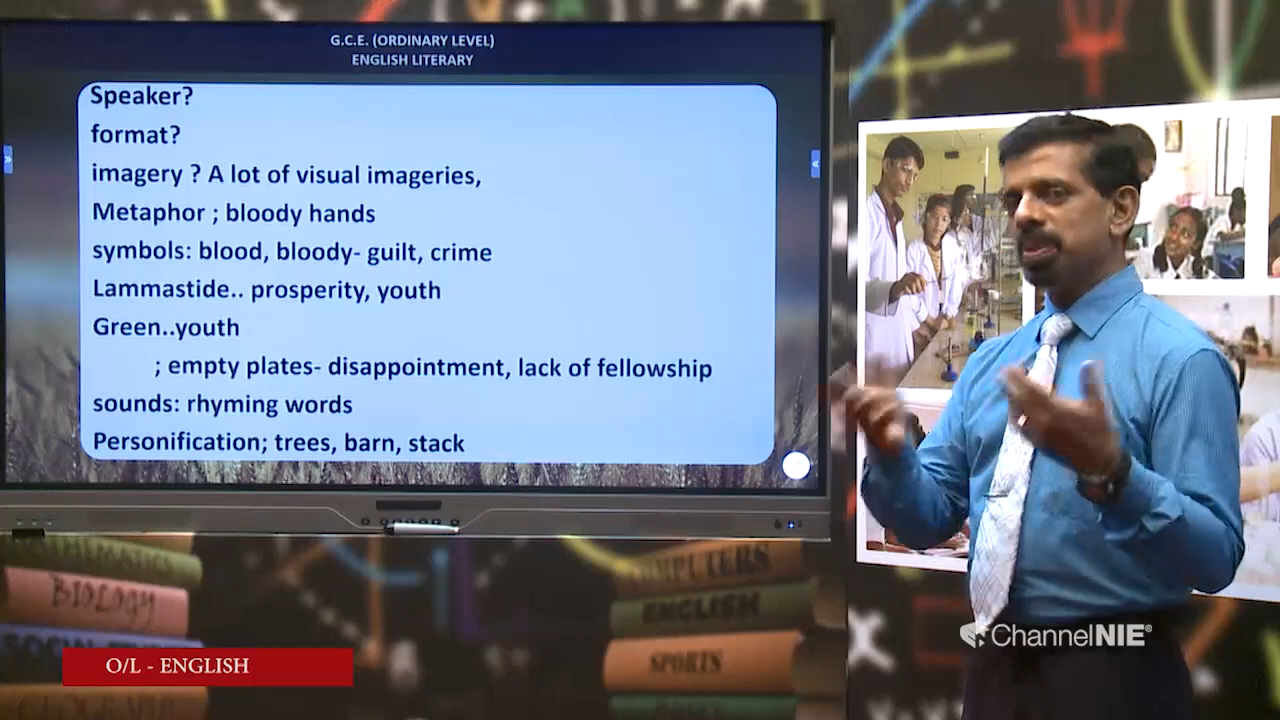 G.C.E. (ORDINARY LEVEL)
ENGLISH LITERARY
Speaker?
format?
imagery ? A lot of visual imageries,
Metaphor ; bloody hands
symbols: blood, bloody- guilt, crime
Lammastide.. prosperity, youth
Green..youth
; empty plates- disappointment, lack of fellowship
sounds: rhyming words
Personification; trees, barn, stack
MATHEMATICS
BIOLOGY
COMPUTERS
ENGLISH
SPORTS
O/L - ENGLISH
ChannelNIE®